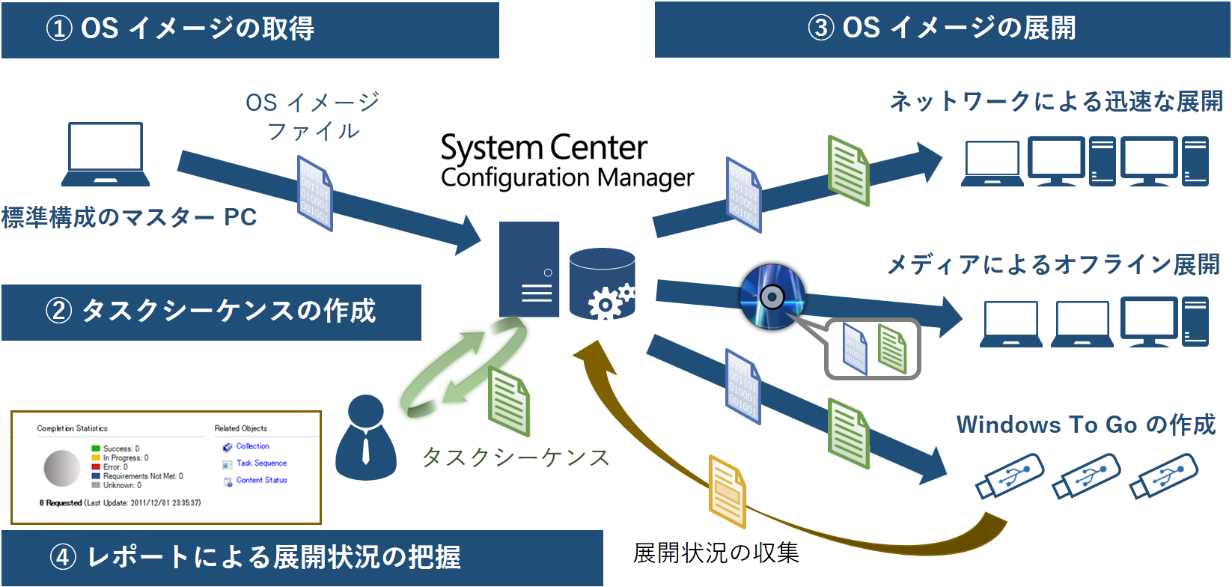 ① OS イメージの取得
③ OS イメージの展開
OS イメージ
ファイル
ネットワークによる迅速な展開
System Center
Configuration Manager
標準構成のマスター PC
メディアによるオフライン展開
② タスクシーケンスの作成
Windows To Go の作成
Completion Statistics
Success: 0
In Progress: 0
Error: 0
Requirements Not Met: 0
Unknown: 0
0 Requested (Last Update: 2011/12/01 23:35:37)
Related Objects
Collection
Task Sequence
Content Status
タスクシーケンス
展開状況の収集
④ レポートによる展開状況の把握